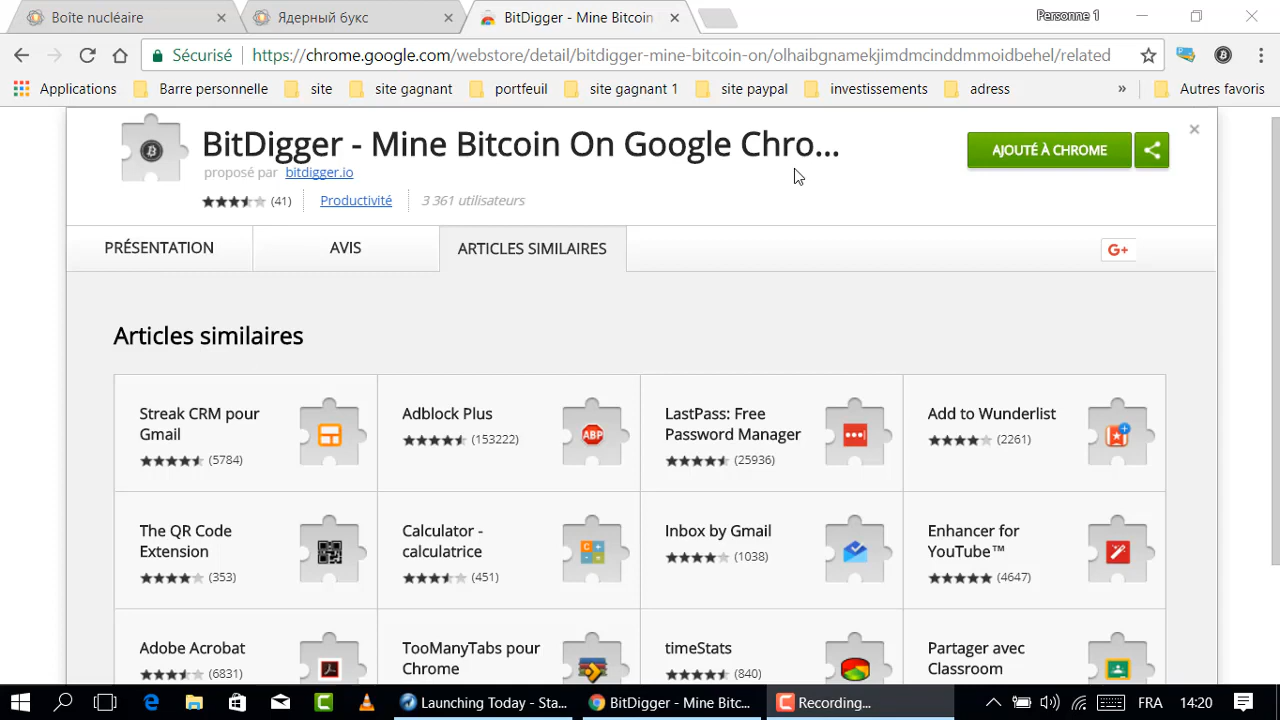 Boîte nucléaire
Ядерный букс
BitDigger - Mine Bitcoin
Personne 1
Sécurisé
https://chrome.google.com/webstore/detail/bitdigger-mine-bitcoin-on/olhaibgnamekjimdmcinddmmoidbehel/related
Applications
Barre personnelle
site
site gagnant
portfeuil
site gagnant 1
site paypal
investissements
adress
»
Autres favoris
BitDigger - Mine Bitcoin On Google Chro...
AJOUTÉ À CHROME
proposé par bitdigger.io
(41)
Productivité
3 361 utilisateurs
PRÉSENTATION
AVIS
ARTICLES SIMILAIRES
G+
Articles similaires
Streak CRM pour
Gmail
(5784)
Adblock Plus
(153222)
ABP
LastPass: Free
Password Manager
(25936)
Add to Wunderlist
(2261)
The QR Code
Extension
(353)
Calculator -
calculatrice
(451)
Inbox by Gmail
(1038)
Enhancer for
YouTube™
(4647)
Adobe Acrobat
(6831)
TooManyTabs pour
Chrome
timeStats
(840)
Partager avec
Classroom
Launching Today - Sta...
BitDigger - Mine Bitc...
Recording...
FRA
14:20